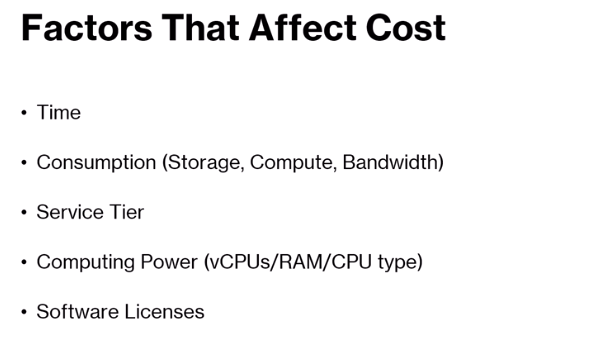 Factors That Affect Cost
• Time
• Consumption (Storage, Compute, Bandwidth)
• Service Tier
• Computing Power (vCPUs/RAM/CPU type)
• Software Licenses